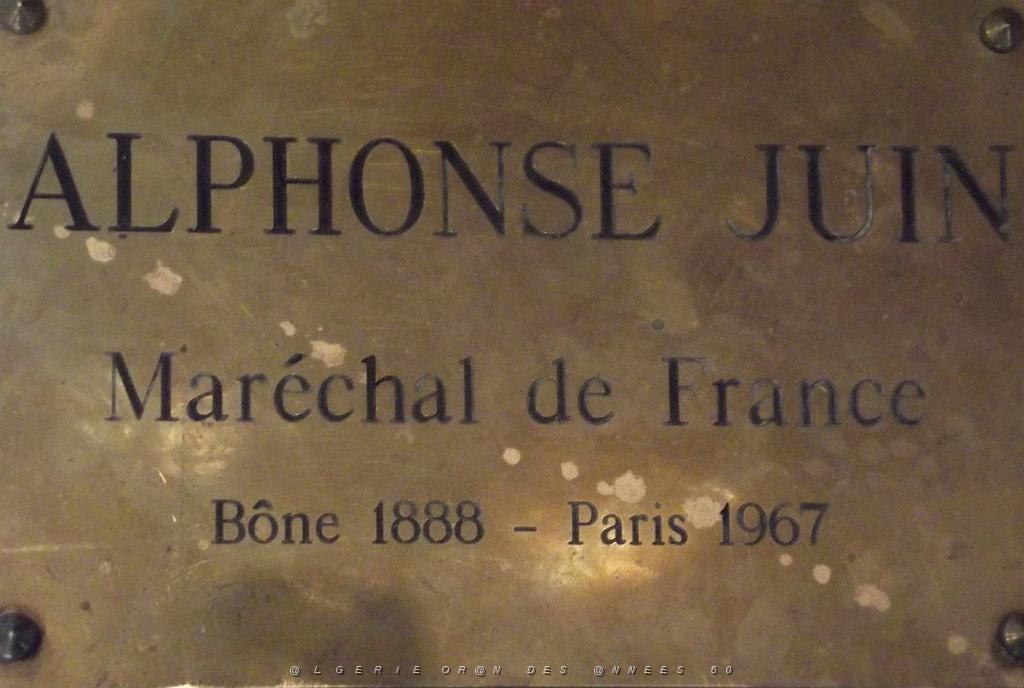 ALPHONSE JUIN
Maréchal de France
Bône 1888 - Paris 1967
@LGERIE OR@N DES @NNEES 50